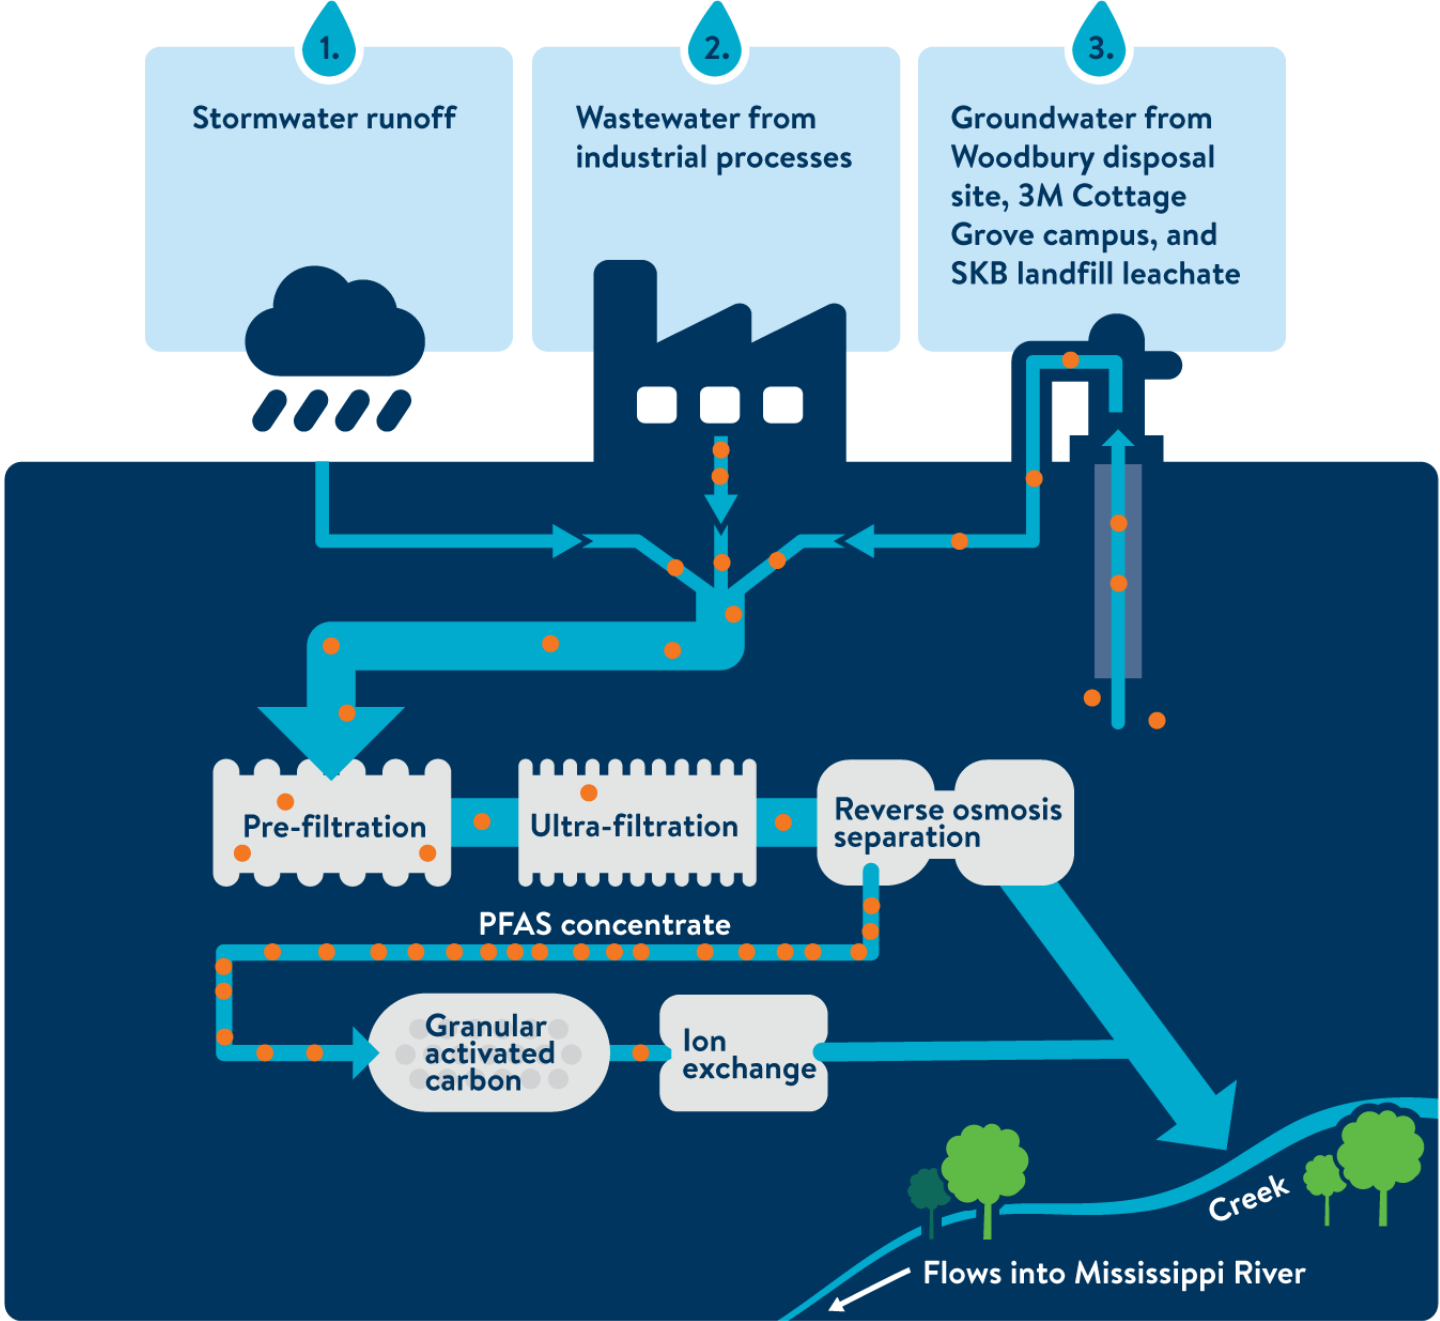 1.
Stormwater runoff
2.
Wastewater from
industrial processes
3.
Groundwater from
Woodbury disposal
site, 3M Cottage
Grove campus, and
SKB landfill leachate
Pre-filtration
Ultra-filtration
Reverse osmosis
separation
PFAS concentrate
Granular
activated
carbon
Ion
exchange
Creek
Flows into Mississippi River